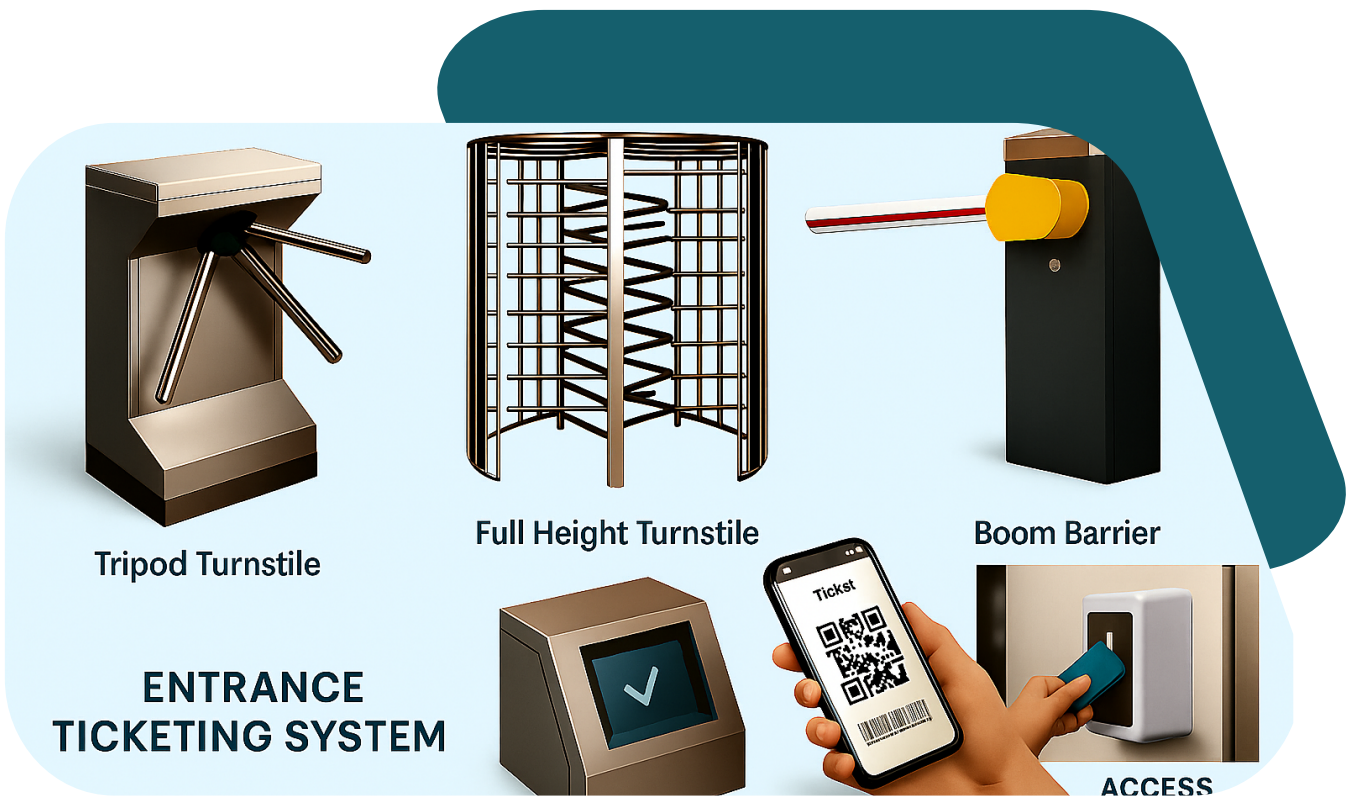 Tripod Turnstile
Full Height Turnstile
Boom Barrier
ENTRANCE
TICKETING SYSTEM
Tickst
ACCESS